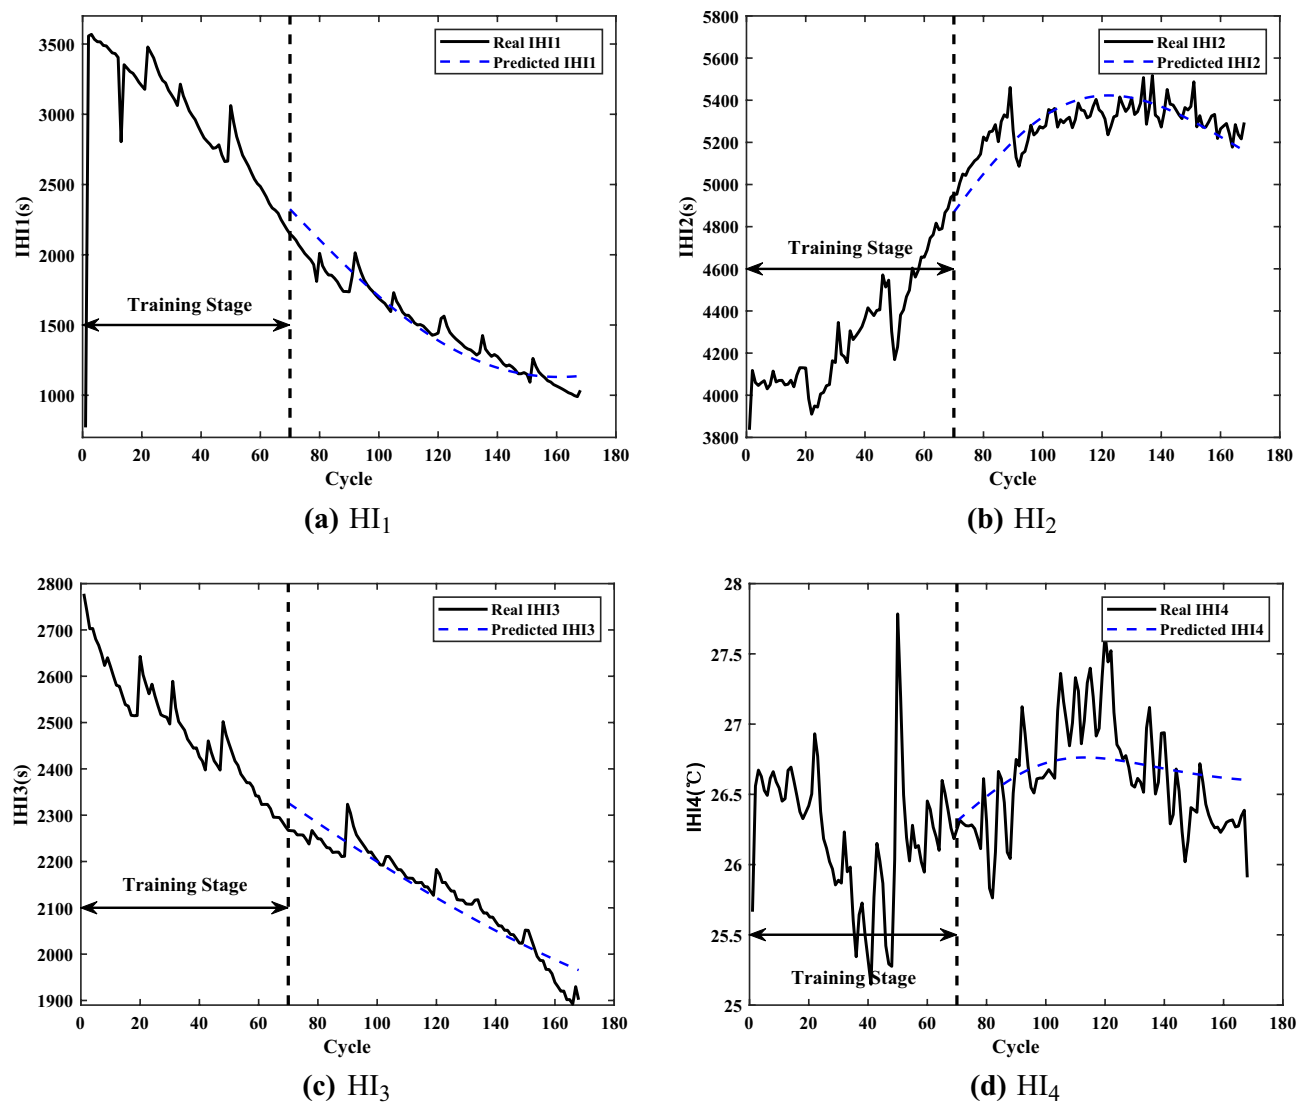 3500
3000
2500
2000
1500
1000
IHI1(s)
Real IHI1
Predicted IHI1
Training Stage
0 20 40 60 80 100 120 140 160 180
Cycle
(a) HI1
5800
5600
5400
5200
5000
4800
4600
4400
4200
4000
3800
IHI2(s)
Real IHI2
Predicted IHI2
Training Stage
0 20 40 60 80 100 120 140 160 180
Cycle
(b) HI2
2800
2700
2600
2500
2400
2300
2200
2100
2000
1900
IHI3(s)
Real IHI3
Predicted IHI3
Training Stage
0 20 40 60 80 100 120 140 160 180
Cycle
(c) HI3
28
27.5
27
26.5
26
25.5
25
IHI4(℃)
Real IHI4
Predicted IHI4
Training Stage
0 20 40 60 80 100 120 140 160 180
Cycle
(d) HI4